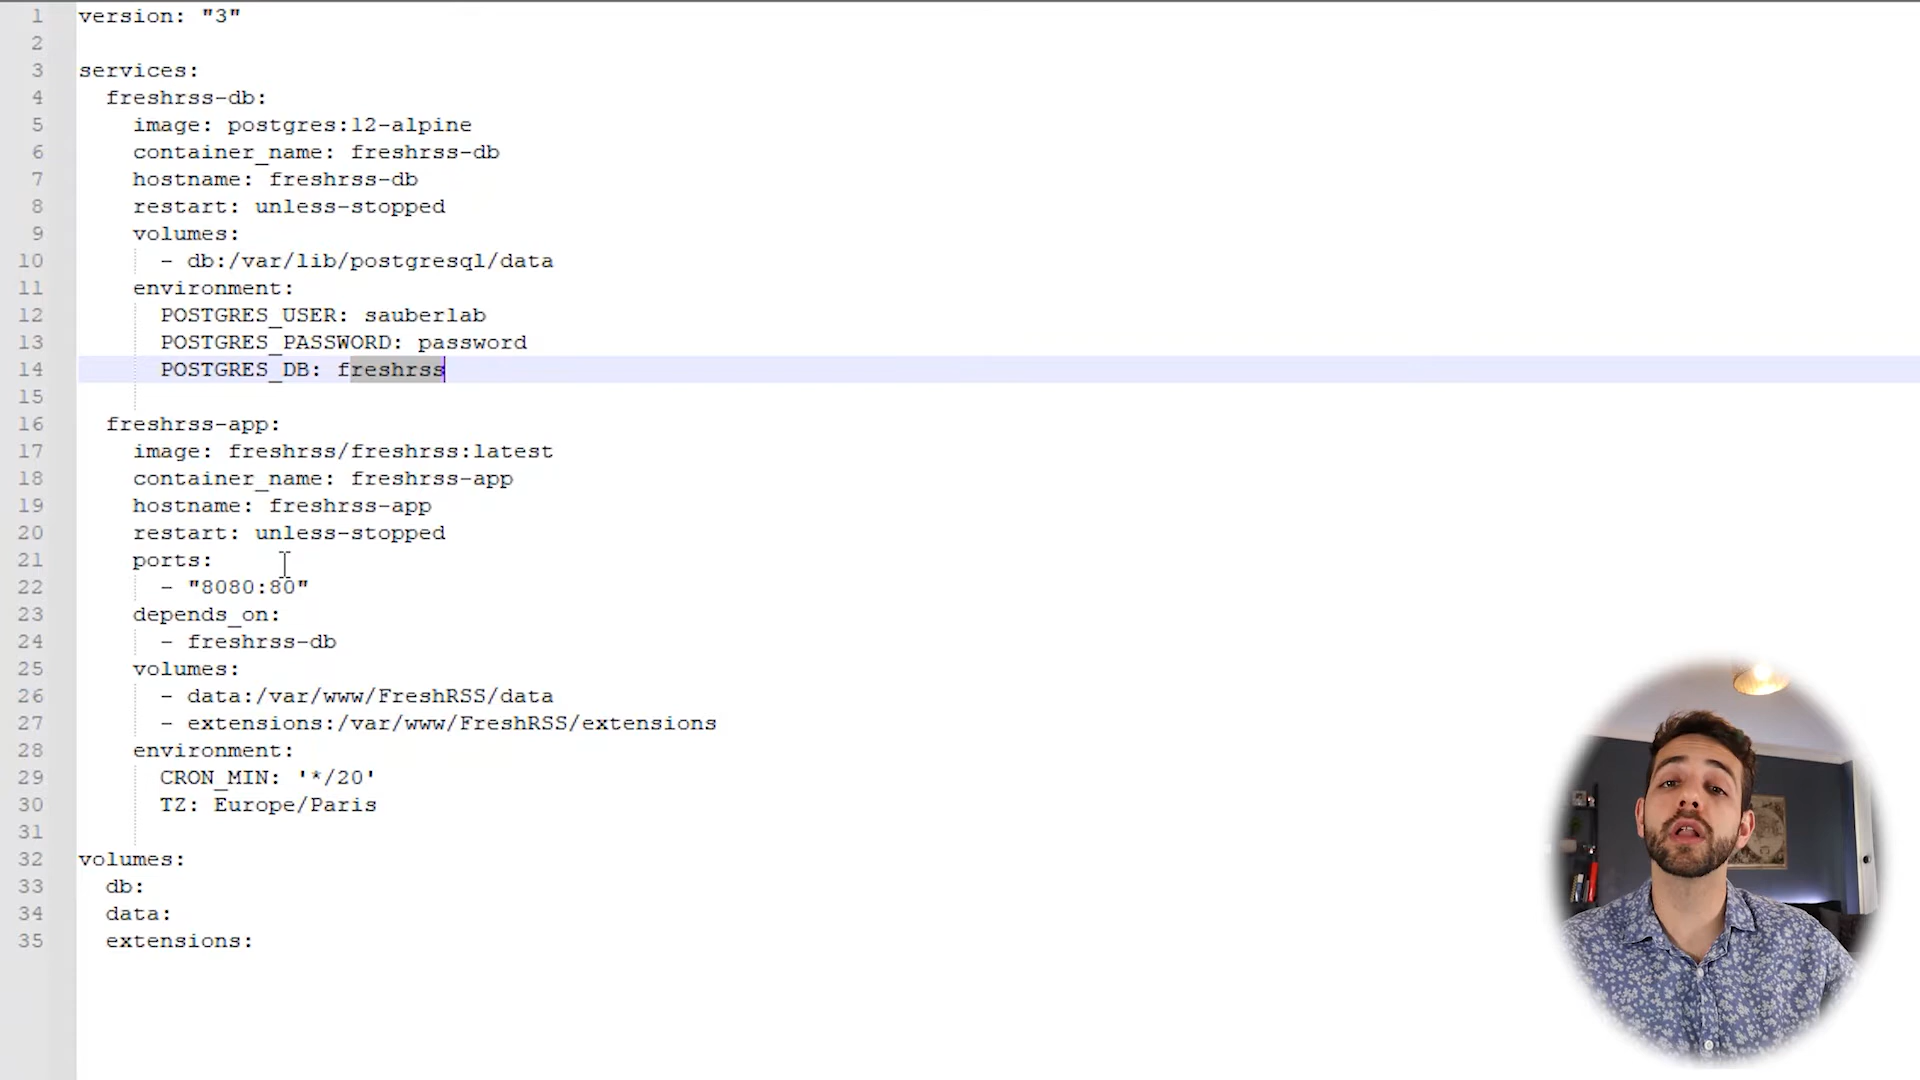 1 version: "3"
2
3 services:
4 freshrss-db:
5 image: postgres:12-alpine
6 container_name: freshrss-db
7 hostname: freshrss-db
8 restart: unless-stopped
9 volumes:
10 - db:/var/lib/postgresql/data
11 environment:
12 POSTGRES_USER: sauberlab
13 POSTGRES_PASSWORD: password
14 POSTGRES_DB: freshrss
15
16 freshrss-app:
17 image: freshrss/freshrss:latest
18 container_name: freshrss-app
19 hostname: freshrss-app
20 restart: unless-stopped
21 ports:
22 - "8080:80"
23 depends_on:
24 - freshrss-db
25 volumes:
26 - data:/var/www/FreshRSS/data
27 - extensions:/var/www/FreshRSS/extensions
28 environment:
29 CRON_MIN: '*/20'
30 TZ: Europe/Paris
31
32 volumes:
33 db:
34 data:
35 extensions: